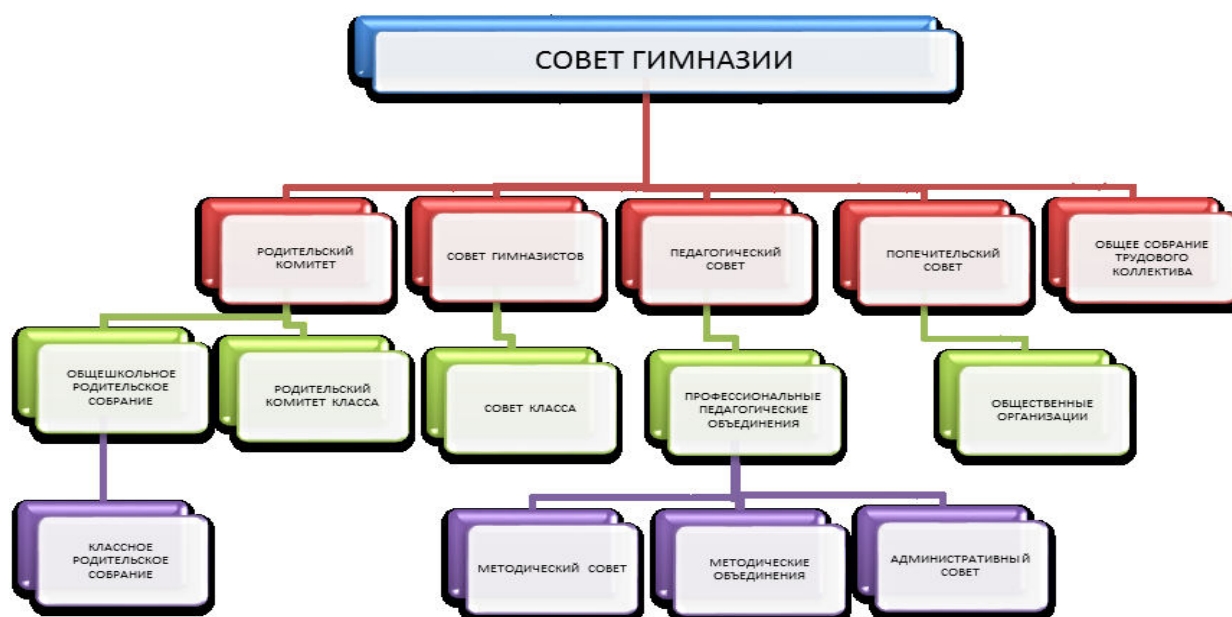 СОВЕТ ГИМНАЗИИ
РОДИТЕЛЬСКИЙ
КОМИТЕТ
СОВЕТ ГИМНАЗИСТОВ
ПЕДАГОГИЧЕСКИЙ
СОВЕТ
ПОПЕЧИТЕЛЬСКИЙ
СОВЕТ
ОБЩЕЕ СОБРАНИЕ
ТРУДОВОГО
КОЛЛЕКТИВА
ОБЩЕШКОЛЬНОЕ
РОДИТЕЛЬСКОЕ
СОБРАНИЕ
РОДИТЕЛЬСКИЙ
КОМИТЕТ КЛАССА
СОВЕТ КЛАССА
ПРОФЕССИОНАЛЬНЫЕ
ПЕДАГОГИЧЕСКИЕ
ОБЪЕДИНЕНИЯ
ОБЩЕСТВЕННЫЕ
ОРГАНИЗАЦИИ
КЛАССНОЕ
РОДИТЕЛЬСКОЕ
СОБРАНИЕ
МЕТОДИЧЕСКИЙ СОВЕТ
МЕТОДИЧЕСКИЕ
ОБЪЕДИНЕНИЯ
АДМИНИСТРАТИВНЫЙ
СОВЕТ